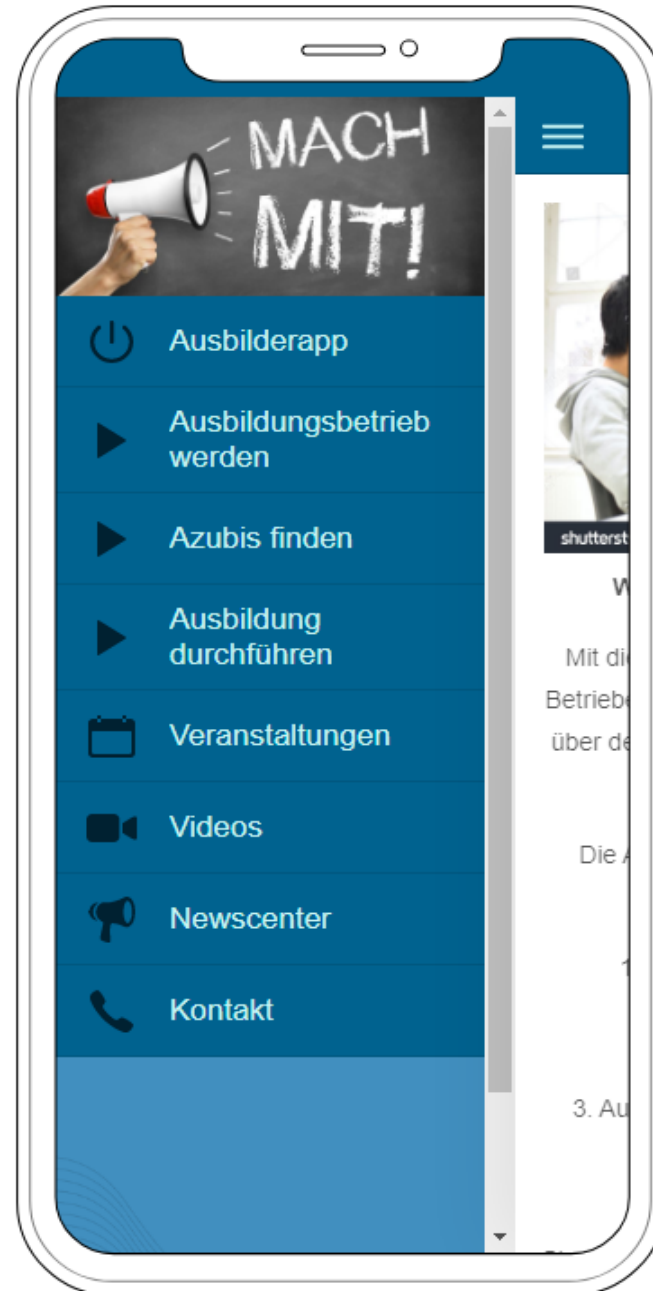 MACH
MIT!
Ausbilderapp
Ausbildungsbetrieb
werden
Azubis finden
Ausbildung
durchführen
Veranstaltungen
Videos
Newscenter
Kontakt
shutterst
W
Mit di
Betriebe
über de
Die
1
3. Au